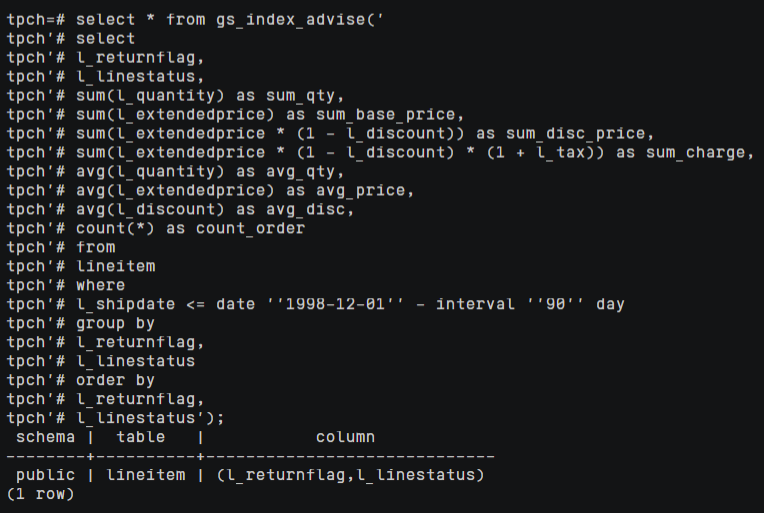 tpch=# select * from gs_index_advise('
tpch'# select
tpch'# l_returnflag,
tpch'# l_linestatus,
tpch'# sum(l_quantity) as sum_qty,
tpch'# sum(l_extendedprice) as sum_base_price,
tpch'# sum(l_extendedprice * (1 - l_discount)) as sum_disc_price,
tpch'# sum(l_extendedprice * (1 - l_discount) * (1 + l_tax)) as sum_charge,
tpch'# avg(l_quantity) as avg_qty,
tpch'# avg(l_extendedprice) as avg_price,
tpch'# avg(l_discount) as avg_disc,
tpch'# count(*) as count_order
tpch'# from
tpch'# lineitem
tpch'# where
tpch'# l_shipdate <= date ''1998-12-01'' - interval ''90'' day
tpch'# group by
tpch'# l_returnflag,
tpch'# l_linestatus
tpch'# order by
tpch'# l_returnflag,
tpch'# l_linestatus');
 schema |  table   |            column
--------+----------+------------------------------
 public | lineitem | (l_returnflag,l_linestatus)
(1 row)